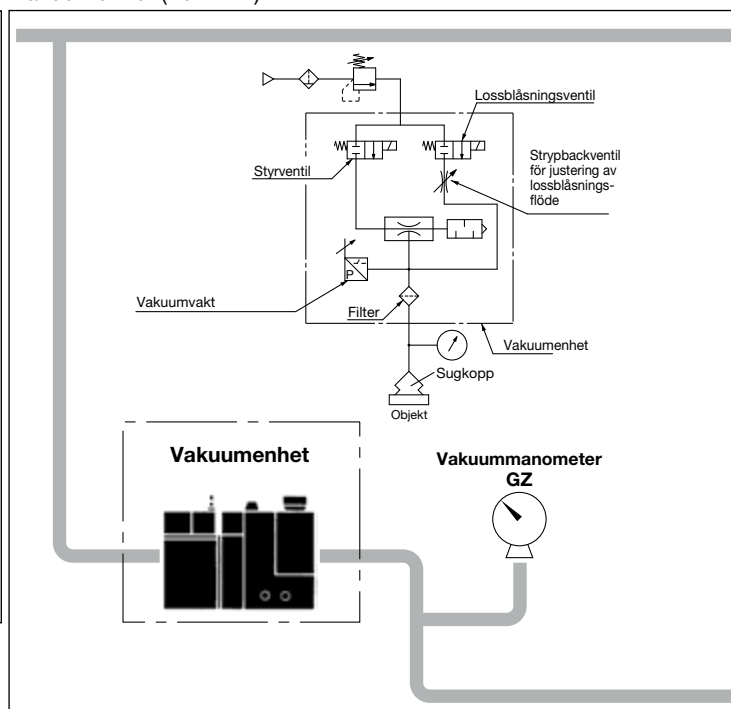 Lossblåsningsventil
Styrventil
Strypbackventil
för justering av
lossblåsnings-
flöde
P
Vakuumvakt
Filter
Vakuumenhet
Sugkopp
Objekt
Vakuumenhet
Vakuummanometer
GZ